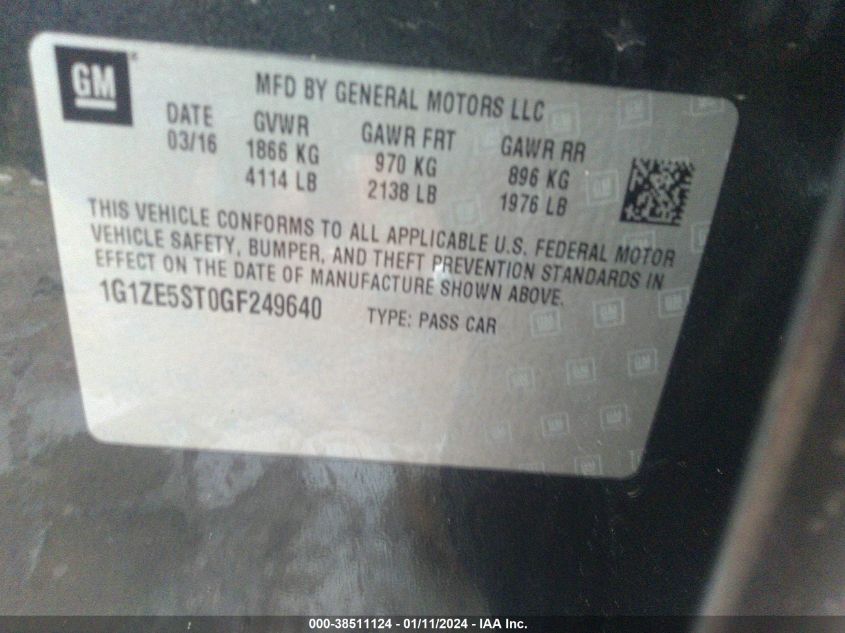 GM
MFD BY GENERAL MOTORS LLC
DATE GVWR GAWR FRT GAWR RR
03/16 1866 KG 970 KG 896 KG
4114 LB 2138 LB 1976 LB
THIS VEHICLE CONFORMS TO ALL APPLICABLE U.S. FEDERAL MOTOR
VEHICLE SAFETY, BUMPER, AND THEFT PREVENTION STANDARDS IN
EFFECT ON THE DATE OF MANUFACTURE SHOWN ABOVE.
1G1ZE5ST0GF249640 TYPE: PASS CAR
000-38511124 - 01/11/2024 - IAA Inc.